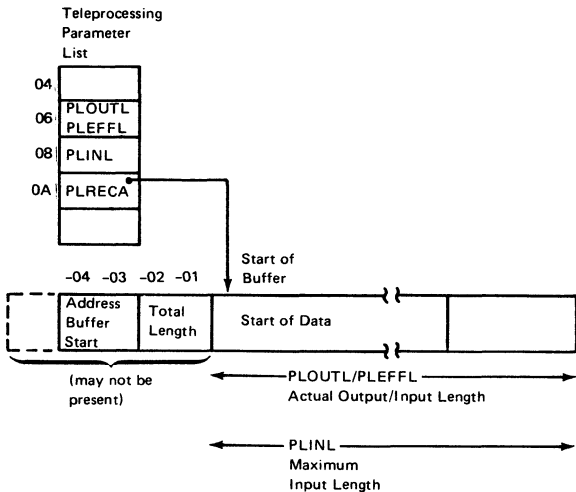 Teleprocessing
Parameter
List
04
06
PLOUTL
PLEFFL
08
PLINL
0A
PLRECA
Start of
Buffer
-04 -03 -02 -01
Address
Buffer
Start
Total
Length
Start of Data
(may not be
present)
PLOUTL/PLEFFL
Actual Output/Input Length
PLINL
Maximum
Input Length